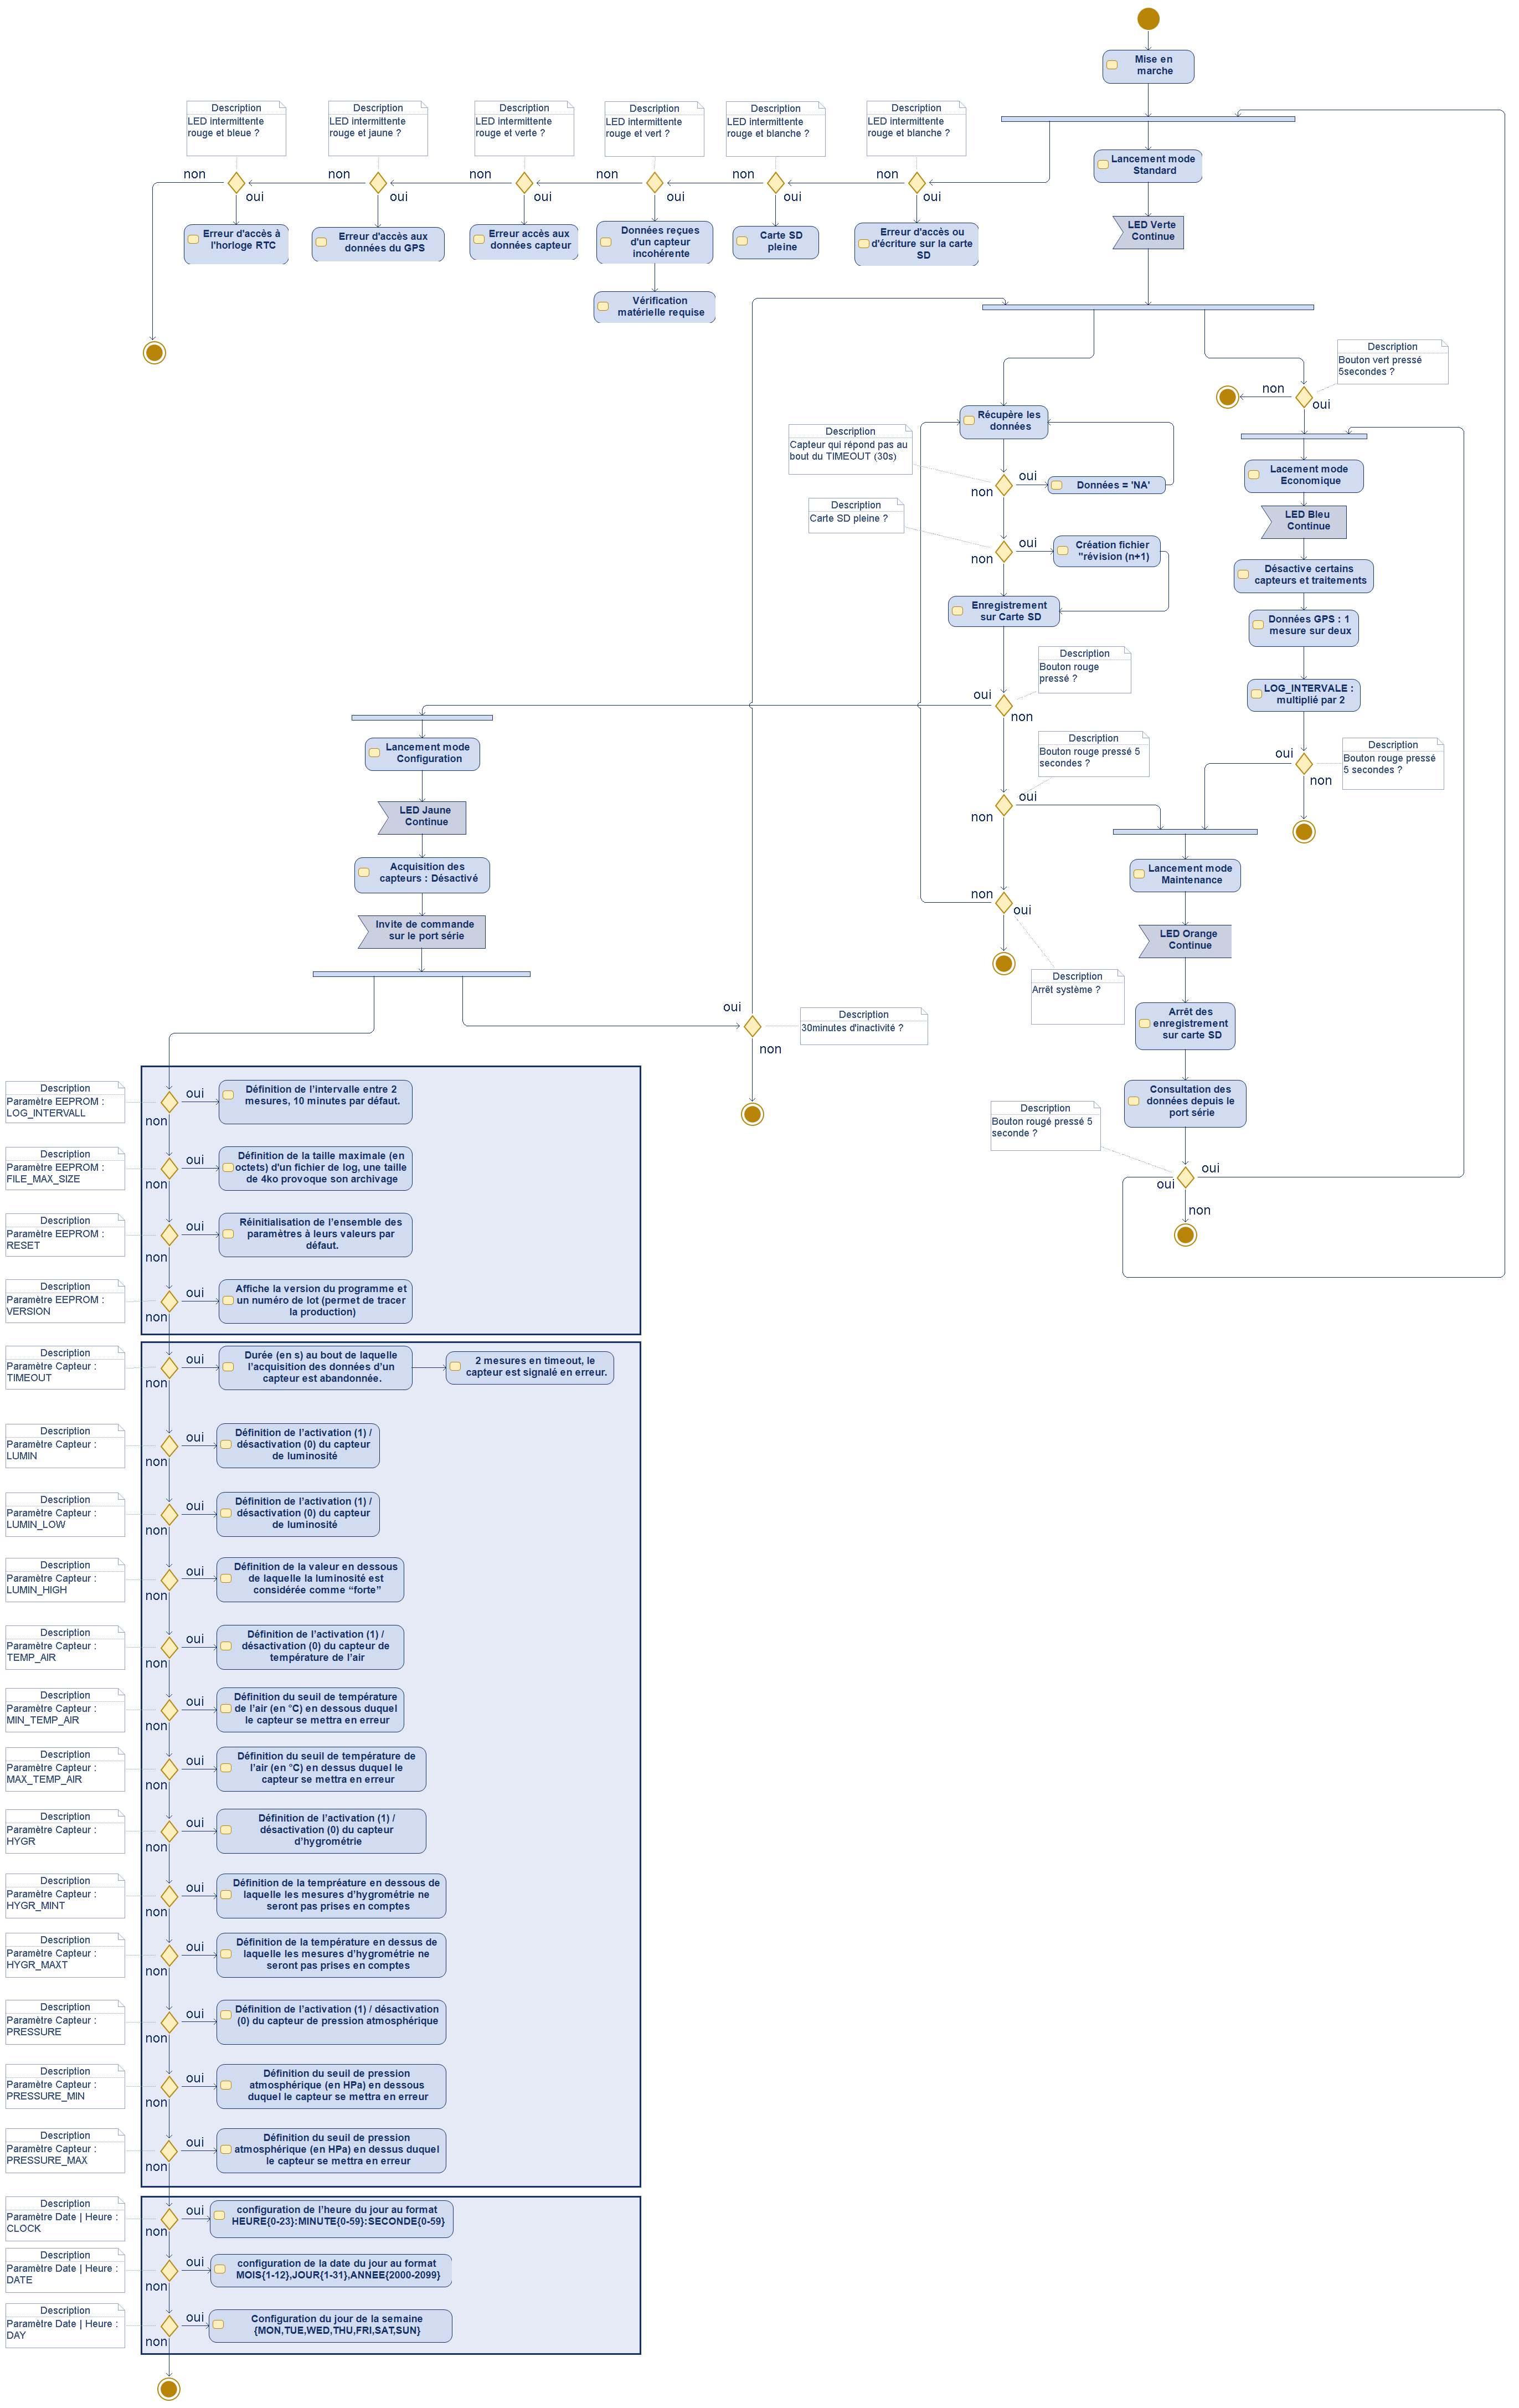 Mise en
marche
Lancement mode
Standard
LED Verte
Continue
Description
LED intermittente
rouge et bleue ?
Description
LED intermittente
rouge et jaune ?
Description
LED intermittente
rouge et verte ?
Description
LED intermittente
rouge et vert ?
Description
LED intermittente
rouge et blanche ?
Description
LED intermittente
rouge et blanche ?
non
oui
non
oui
non
oui
non
oui
non
oui
non
oui
Erreur d'accès à
l'horloge RTC
Erreur d'accès aux
données du GPS
Erreur accès aux
données capteur
Données reçues
d'un capteur
incohérente
Carte SD
pleine
Erreur d'accès ou
d'écriture sur la carte
SD
Vérification
matérielle requise
Description
Bouton vert pressé
5secondes ?
non
oui
Récupère les
données
Description
Capteur qui répond pas au
bout du TIMEOUT (30s)
oui
non
Données = 'NA'
Description
Carte SD pleine ?
oui
non
Création fichier
"révision (n+1)
Enregistrement
sur Carte SD
Lacement mode
Economique
LED Bleu
Continue
Désactive certains
capteurs et traitements
Données GPS : 1
mesure sur deux
LOG_INTERVALE :
multiplié par 2
Description
Bouton rouge
pressé ?
oui
non
Description
Bouton rouge pressé 5
secondes ?
oui
non
Description
Bouton rouge pressé
5 secondes ?
oui
non
non
oui
Description
Arrêt système ?
Lancement mode
Configuration
LED Jaune
Continue
Acquisition des
capteurs : Désactivé
Invite de commande
sur le port série
oui
non
Description
30minutes d'inactivité ?
Lancement mode
Maintenance
LED Orange
Continue
Arrêt des
enregistrement
sur carte SD
Consultation des
données depuis le
port série
Description
Bouton rougé pressé 5
seconde ?
oui
oui
non
Description
Paramètre EEPROM :
LOG_INTERVALL
oui
non
Définition de l'intervalle entre 2
mesures, 10 minutes par défaut.
Description
Paramètre EEPROM :
FILE_MAX_SIZE
oui
non
Définition de la taille maximale (en
octets) d'un fichier de log, une taille
de 4ko provoque son archivage
Description
Paramètre EEPROM :
RESET
oui
non
Réinitialisation de l'ensemble des
paramètres à leurs valeurs par
défaut.
Description
Paramètre EEPROM :
VERSION
oui
non
Affiche la version du programme et
un numéro de lot (permet de tracer
la production)
Description
Paramètre Capteur :
TIMEOUT
oui
non
Durée (en s) au bout de laquelle
l'acquisition des données d'un
capteur est abandonnée.
2 mesures en timeout, le
capteur est signalé en erreur.
Description
Paramètre Capteur :
LUMIN
oui
non
Définition de l'activation (1) /
désactivation (0) du capteur
de luminosité
Description
Paramètre Capteur :
LUMIN_LOW
oui
non
Définition de l'activation (1) /
désactivation (0) du capteur
de luminosité
Description
Paramètre Capteur :
LUMIN_HIGH
oui
non
Définition de la valeur en dessous
de laquelle la luminosité est
considérée comme “forte”
Description
Paramètre Capteur :
TEMP_AIR
oui
non
Définition de l'activation (1) /
désactivation (0) du capteur de
température de l'air
Description
Paramètre Capteur :
MIN_TEMP_AIR
oui
non
Définition du seuil de température
de l'air (en °C) en dessous duquel
le capteur se mettra en erreur
Description
Paramètre Capteur :
MAX_TEMP_AIR
oui
non
Définition du seuil de température de
l'air (en °C) en dessus duquel le
capteur se mettra en erreur
Description
Paramètre Capteur :
HYGR
oui
non
Définition de l'activation (1) /
désactivation (0) du capteur
d'hygrométrie
Description
Paramètre Capteur :
HYGR_MINT
oui
non
Définition de la tempréature en dessous de
laquelle les mesures d'hygrométrie ne
seront pas prises en comptes
Description
Paramètre Capteur :
HYGR_MAXT
oui
non
Définition de la température en dessus de
laquelle les mesures d'hygrométrie ne
seront pas prises en comptes
Description
Paramètre Capteur :
PRESSURE
oui
non
Définition de l'activation (1) / désactivation
(0) du capteur de pression atmosphérique
Description
Paramètre Capteur :
PRESSURE_MIN
oui
non
Définition du seuil de pression
atmosphérique (en HPa) en dessous
duquel le capteur se mettra en erreur
Description
Paramètre Capteur :
PRESSURE_MAX
oui
non
Définition du seuil de pression
atmosphérique (en HPa) en dessus duquel
le capteur se mettra en erreur
Description
Paramètre Date | Heure :
CLOCK
oui
non
configuration de l'heure du jour au format
HEURE{0-23}:MINUTE{0-59}:SECONDE{0-59}
Description
Paramètre Date | Heure :
DATE
oui
non
configuration de la date du jour au format
MOIS{1-12},JOUR{1-31},ANNEE{2000-2099}
Description
Paramètre Date | Heure :
DAY
oui
non
Configuration du jour de la semaine
{MON,TUE,WED,THU,FRI,SAT,SUN}